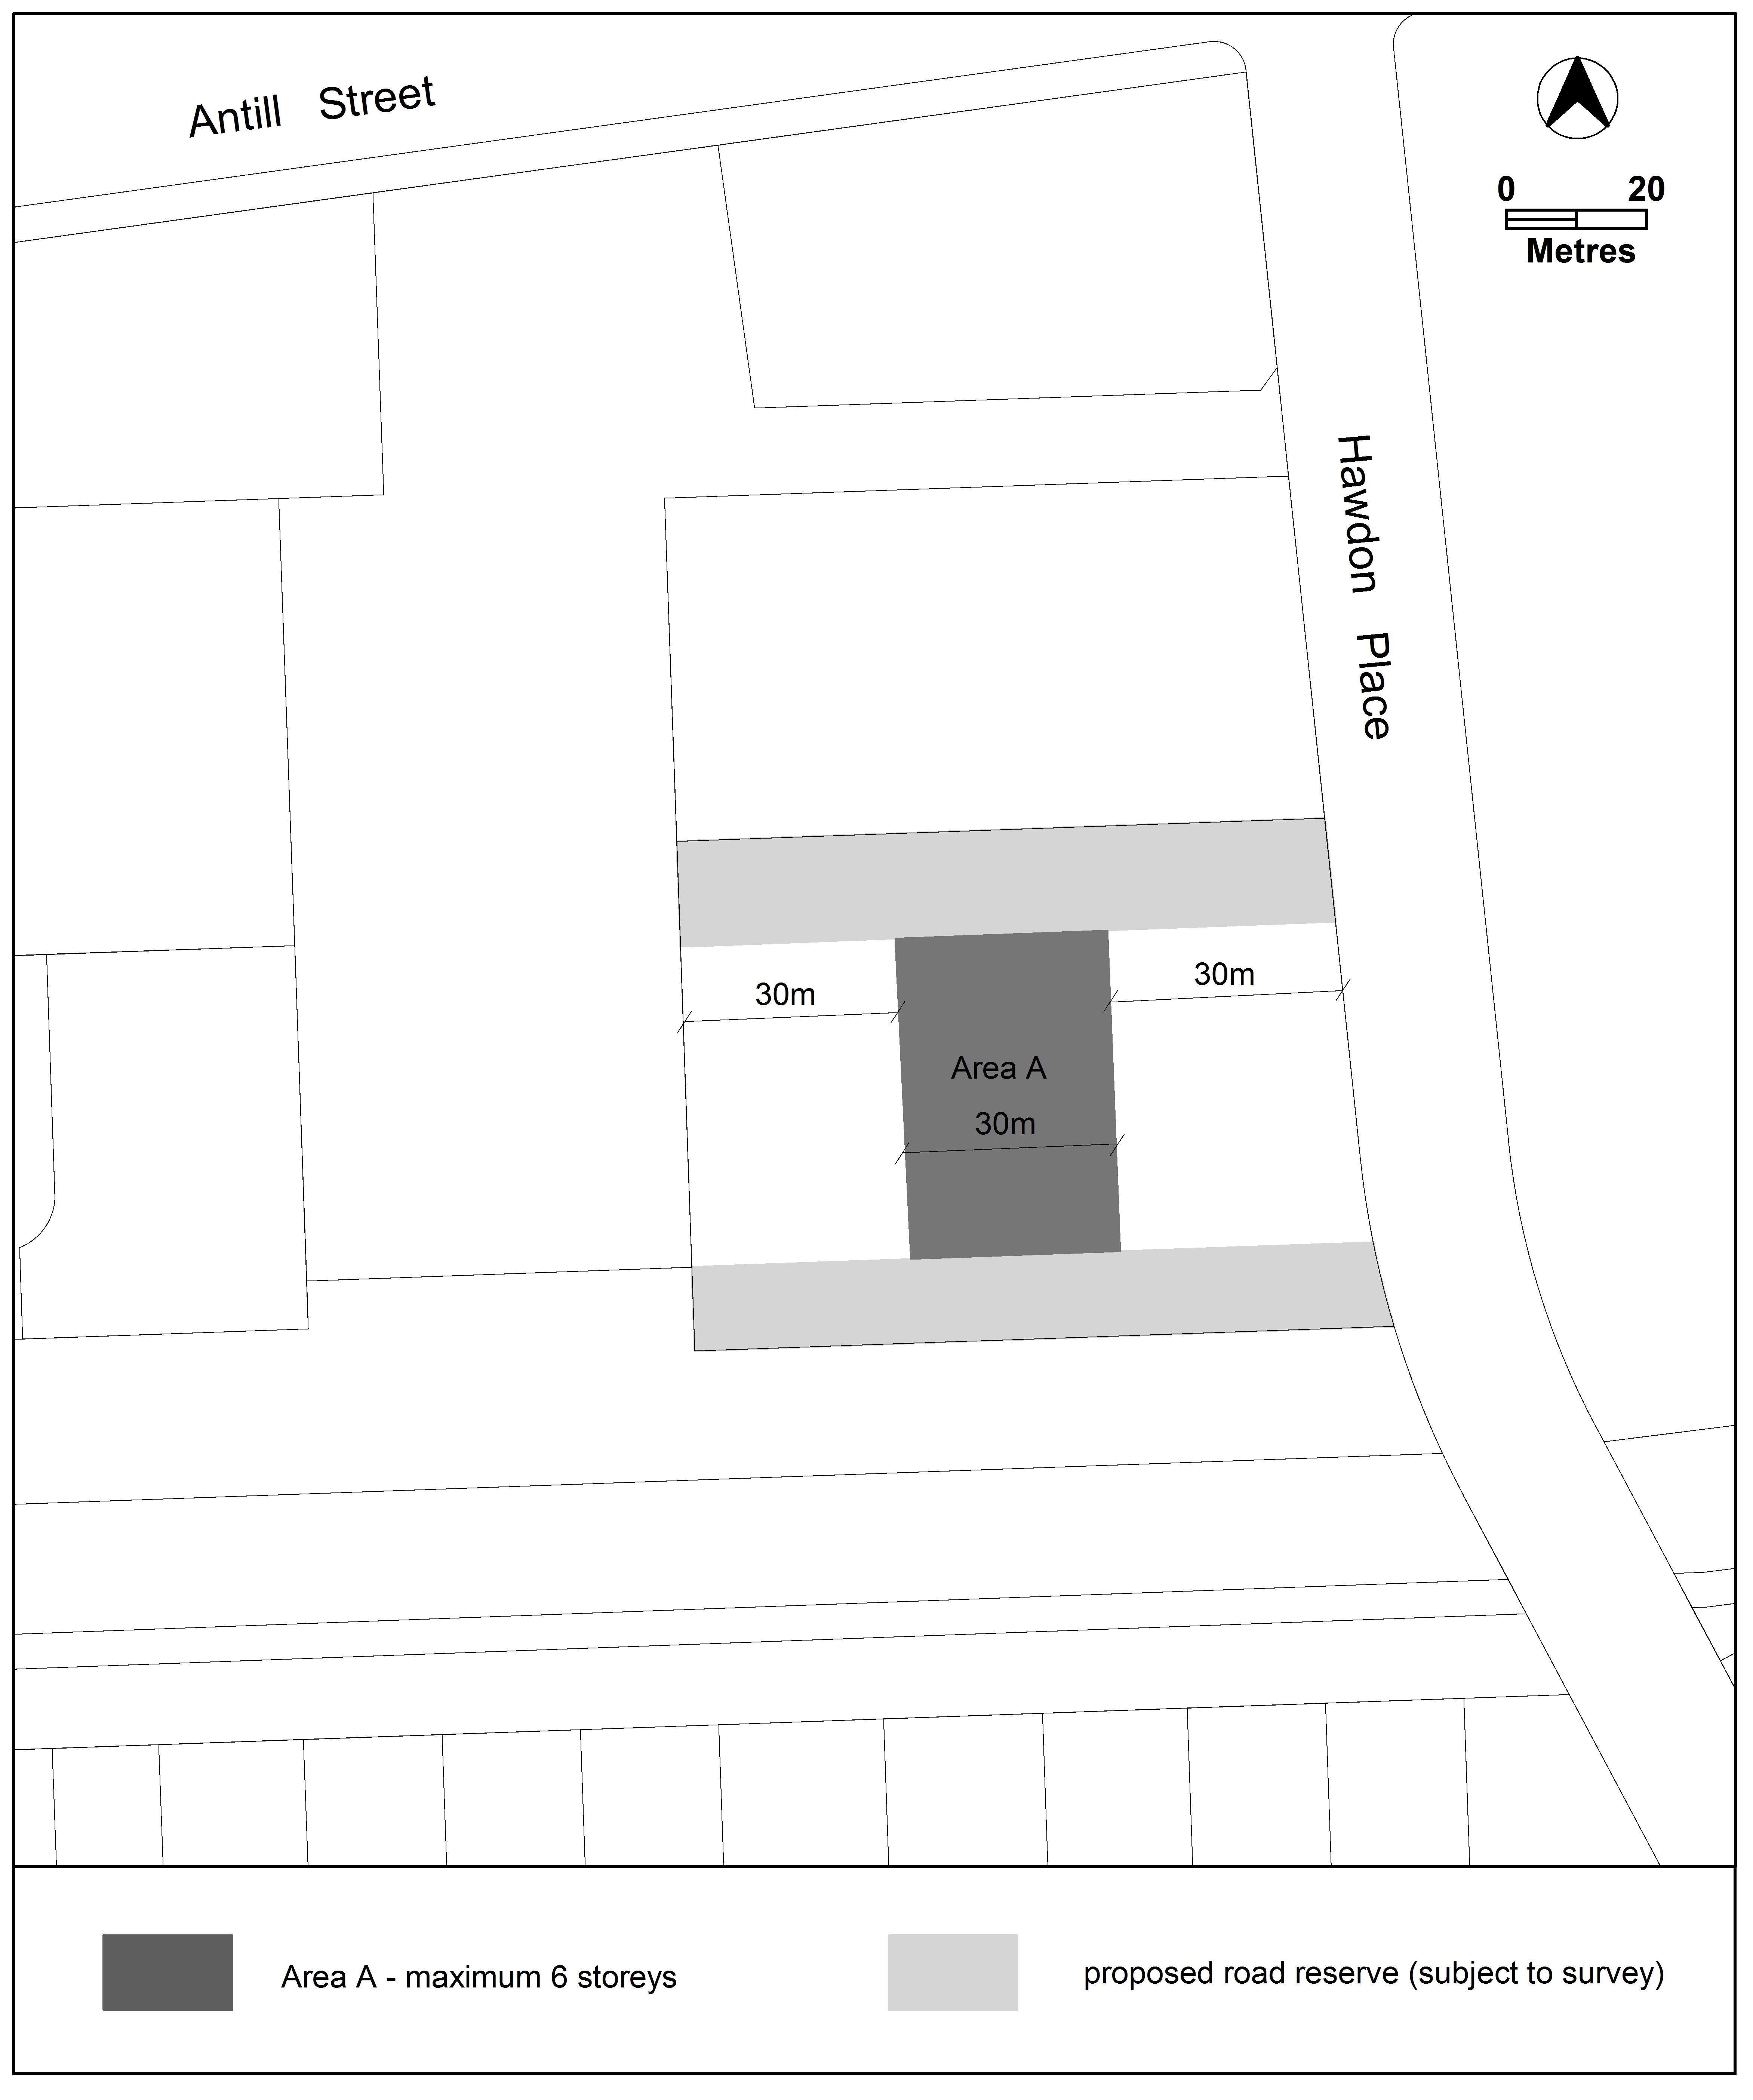 Antill Street
0 20
Metres
Hawdon Place
30m
30m
Area A
30m
Area A - maximum 6 storeys
proposed road reserve (subject to survey)